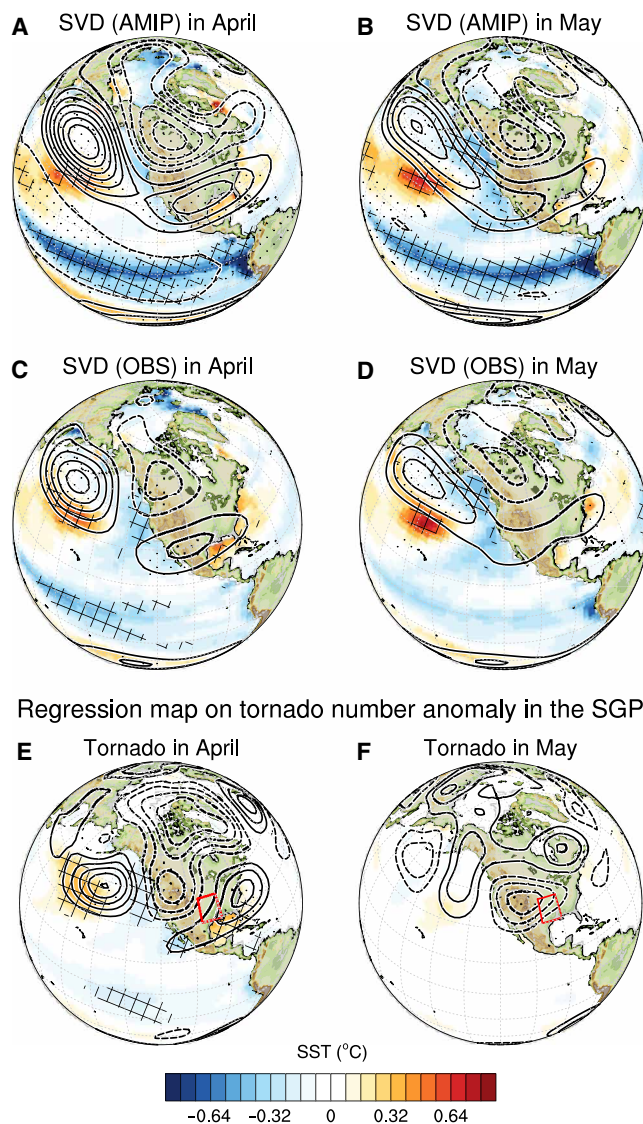 A SVD (AMIP) in April
B SVD (AMIP) in May
C SVD (OBS) in April
D SVD (OBS) in May
Regression map on tornado number anomaly in the SGP
E Tornado in April
F Tornado in May
SST (°C)
−0.64 −0.32 0 0.32 0.64